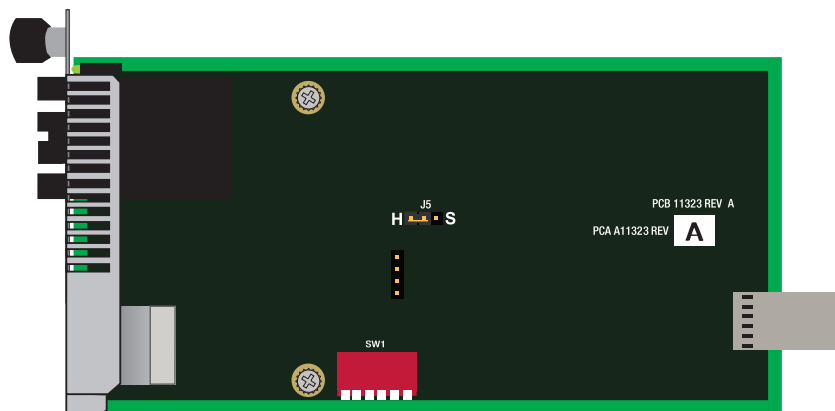 J5
H S
PCB 11323 REV A
PCA A11323 REV A
SW1